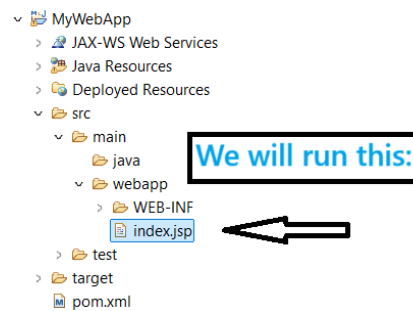 MyWebApp
JAX-WS Web Services
Java Resources
Deployed Resources
src
main
java
We will run this:
webapp
WEB-INF
index.jsp
test
target
pom.xml